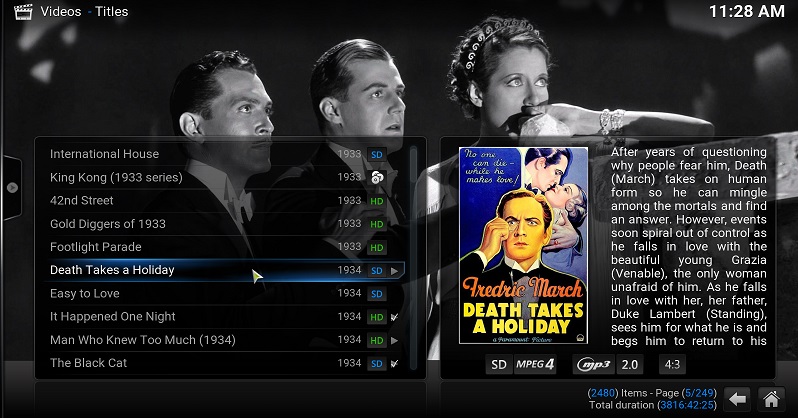 Videos - Titles
11:28 AM
International House 1933 SD
King Kong (1933 series) 1933
42nd Street 1933 HD
Gold Diggers of 1933 1933 HD
Footlight Parade 1933 HD
Death Takes a Holiday 1934 SD
Easy to Love 1934 SD
It Happened One Night 1934 HD
Man Who Knew Too Much (1934) 1934 HD
The Black Cat 1934 SD
No one
can die -
while he
makes love!
Fredric March
DEATH TAKES
A HOLIDAY
a Paramount Picture
After years of questioning
why people fear him, Death
(March) takes on human
form so he can mingle
among the mortals and find
an answer. However, events
soon spiral out of control as
he falls in love with the
beautiful young Grazia
(Venable), the only woman
unafraid of him. As he falls
in love with her, her father,
Duke Lambert (Standing),
sees him for what he is and
begs him to return to his
SD MPEG4 mp3 2.0 4:3
(2480) Items - Page (5/249)
Total duration (3816:42:25)